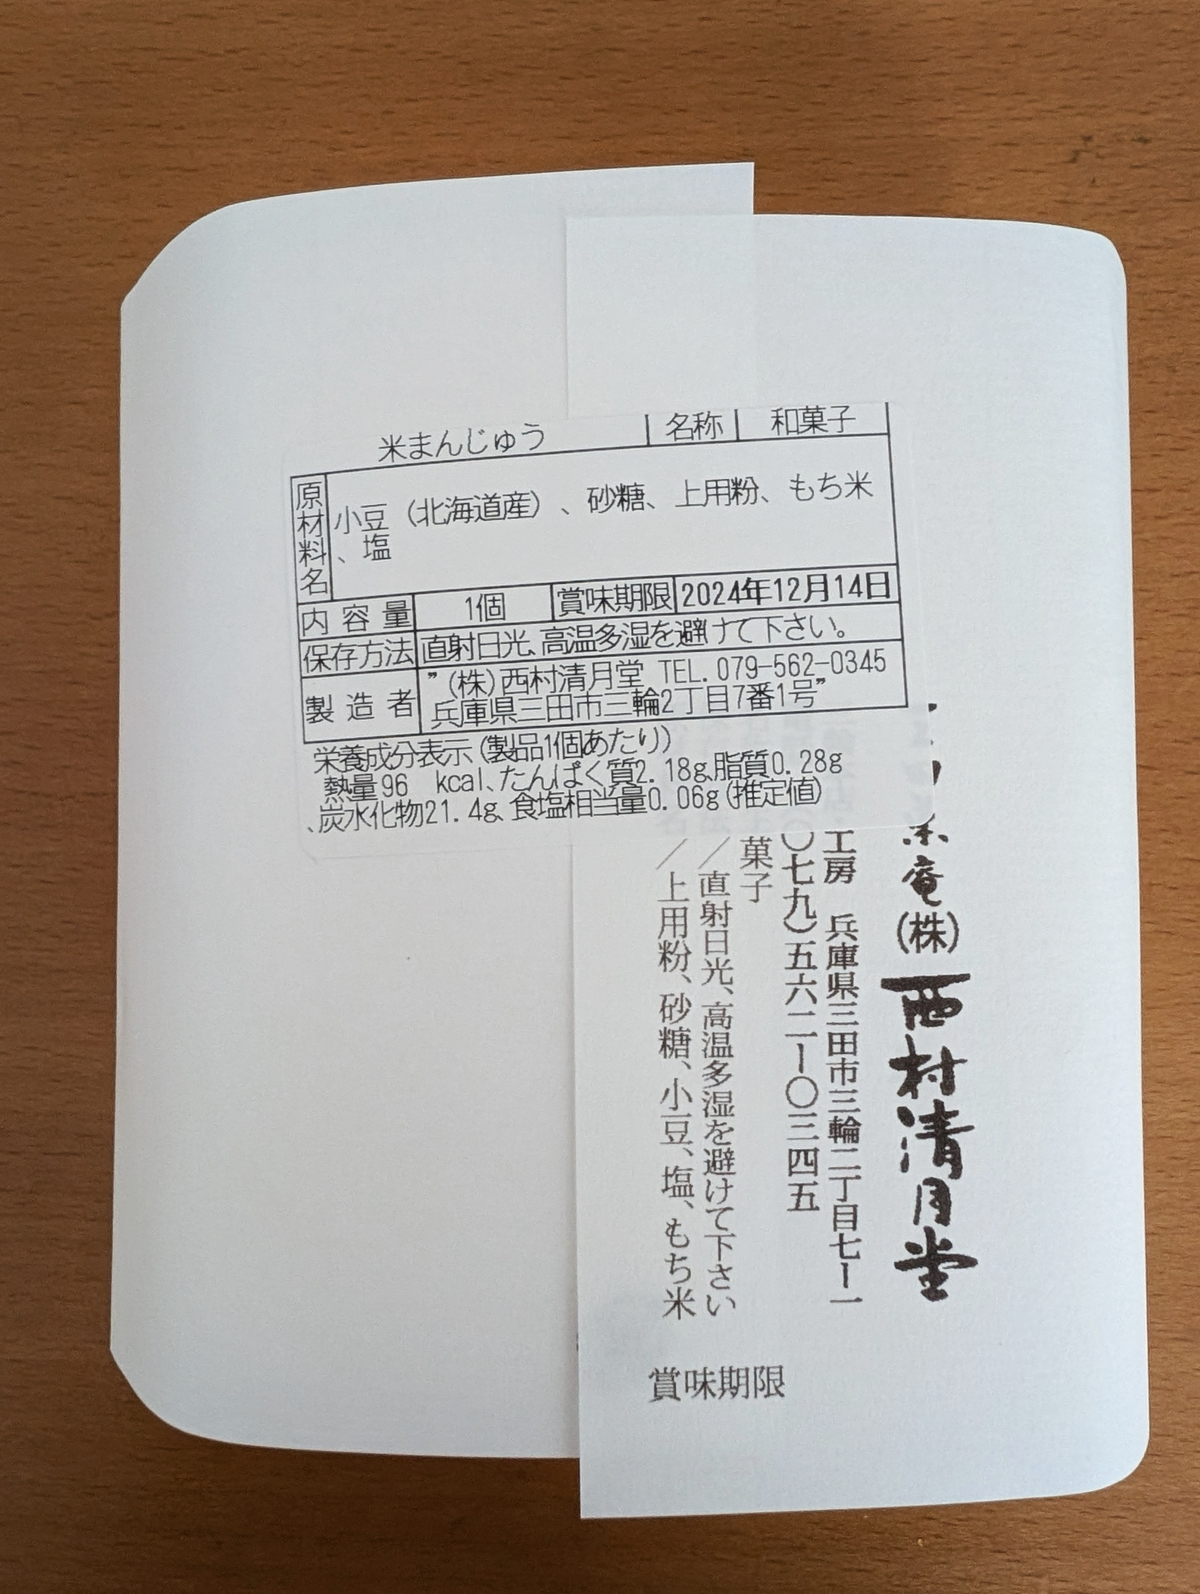 米まんじゅう 名称 和菓子
原材料名 小豆（北海道産）、砂糖、上用粉、もち米
、塩
内容量 1個 賞味期限 2024年12月14日
保存方法 直射日光、高温多湿を避けて下さい。
製造者 ”（株）西村清月堂 TEL.079-562-0345
兵庫県三田市三輪2丁目7番1号”
栄養成分表示（製品1個あたり）
熱量96 kcal、たんぱく質2.18g、脂質0.28g
、炭水化物21.4g、食塩相当量0.06g（推定値）
庵（株）西村清月堂
工房 兵庫県三田市三輪二丁目七ー一
〇七九）五六二ー〇三四五
菓子
／直射日光、高温多湿を避けて下さい
／上用粉、砂糖、小豆、塩、もち米
賞味期限